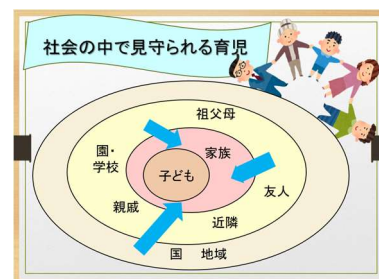 社会の中で見守られる育児
祖父母
園・
学校
家族
子ども
友人
親戚
近隣
国 地域